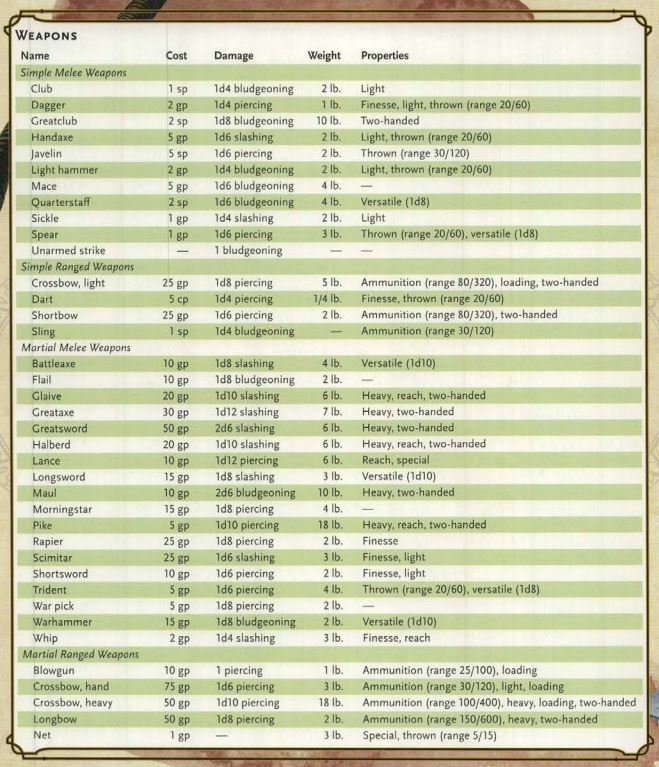 WEAPONS
Name Cost Damage Weight Properties
Simple Melee Weapons
Club 1 sp 1d4 bludgeoning 2 lb. Light
Dagger 2 gp 1d4 piercing 1 lb. Finesse, light, thrown (range 20/60)
Greatclub 2 sp 1d8 bludgeoning 10 lb. Two-handed
Handaxe 5 gp 1d6 slashing 2 lb. Light, thrown (range 20/60)
Javelin 5 sp 1d6 piercing 2 lb. Thrown (range 30/120)
Light hammer 2 gp 1d4 bludgeoning 2 lb. Light, thrown (range 20/60)
Mace 5 gp 1d6 bludgeoning 4 lb. —
Quarterstaff 2 sp 1d6 bludgeoning 4 lb. Versatile (1d8)
Sickle 1 gp 1d4 slashing 2 lb. Light
Spear 1 gp 1d6 piercing 3 lb. Thrown (range 20/60), versatile (1d8)
Unarmed strike — 1 bludgeoning — —
Simple Ranged Weapons
Crossbow, light 25 gp 1d8 piercing 5 lb. Ammunition (range 80/320), loading, two-handed
Dart 5 cp 1d4 piercing 1/4 lb. Finesse, thrown (range 20/60)
Shortbow 25 gp 1d6 piercing 2 lb. Ammunition (range 80/320), two-handed
Sling 1 sp 1d4 bludgeoning — Ammunition (range 30/120)
Martial Melee Weapons
Battleaxe 10 gp 1d8 slashing 4 lb. Versatile (1d10)
Flail 10 gp 1d8 bludgeoning 2 lb. —
Glaive 20 gp 1d10 slashing 6 lb. Heavy, reach, two-handed
Greataxe 30 gp 1d12 slashing 7 lb. Heavy, two-handed
Greatsword 50 gp 2d6 slashing 6 lb. Heavy, two-handed
Halberd 20 gp 1d10 slashing 6 lb. Heavy, reach, two-handed
Lance 10 gp 1d12 piercing 6 lb. Reach, special
Longsword 15 gp 1d8 slashing 3 lb. Versatile (1d10)
Maul 10 gp 2d6 bludgeoning 10 lb. Heavy, two-handed
Morningstar 15 gp 1d8 piercing 4 lb. —
Pike 5 gp 1d10 piercing 18 lb. Heavy, reach, two-handed
Rapier 25 gp 1d8 piercing 2 lb. Finesse
Scimitar 25 gp 1d6 slashing 3 lb. Finesse, light
Shortsword 10 gp 1d6 piercing 2 lb. Finesse, light
Trident 5 gp 1d6 piercing 4 lb. Thrown (range 20/60), versatile (1d8)
War pick 5 gp 1d8 piercing 2 lb. —
Warhammer 15 gp 1d8 bludgeoning 2 lb. Versatile (1d10)
Whip 2 gp 1d4 slashing 3 lb. Finesse, reach
Martial Ranged Weapons
Blowgun 10 gp 1 piercing 1 lb. Ammunition (range 25/100), loading
Crossbow, hand 75 gp 1d6 piercing 3 lb. Ammunition (range 30/120), light, loading
Crossbow, heavy 50 gp 1d10 piercing 18 lb. Ammunition (range 100/400), heavy, loading, two-handed
Longbow 50 gp 1d8 piercing 2 lb. Ammunition (range 150/600), heavy, two-handed
Net 1 gp — 3 lb. Special, thrown (range 5/15)